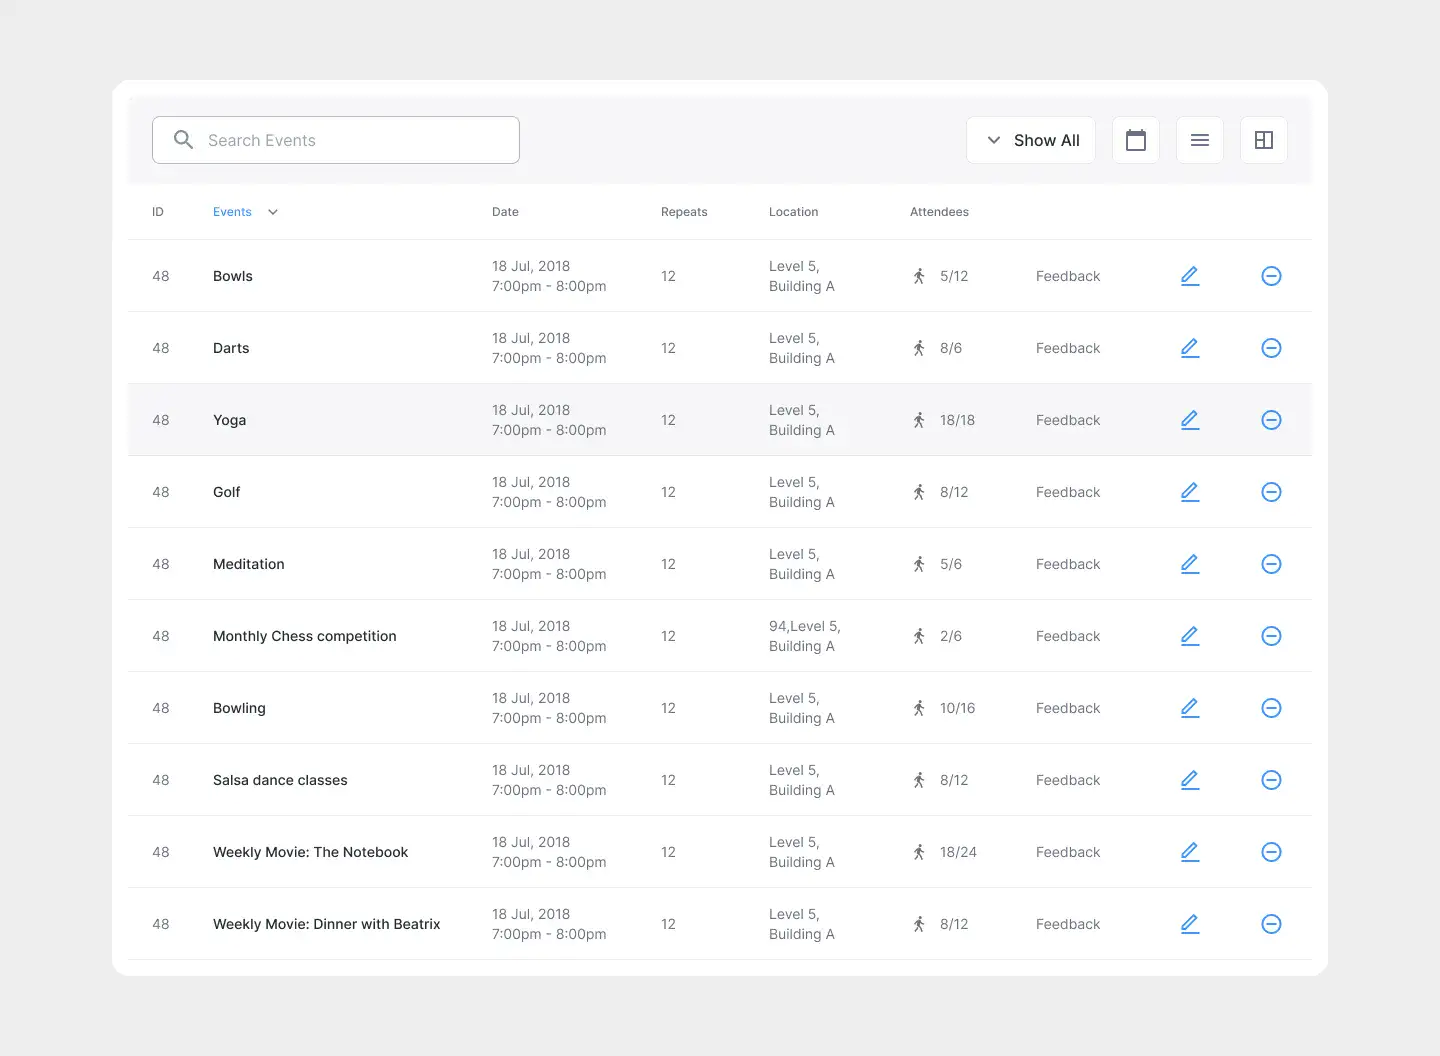 Search Events
Show All
ID Events Date Repeats Location Attendees
48 Bowls 18 Jul, 2018 12 Level 5, 5/12 Feedback
7:00pm - 8:00pm Building A
48 Darts 18 Jul, 2018 12 Level 5, 8/6 Feedback
7:00pm - 8:00pm Building A
48 Yoga 18 Jul, 2018 12 Level 5, 18/18 Feedback
7:00pm - 8:00pm Building A
48 Golf 18 Jul, 2018 12 Level 5, 8/12 Feedback
7:00pm - 8:00pm Building A
48 Meditation 18 Jul, 2018 12 Level 5, 5/6 Feedback
7:00pm - 8:00pm Building A
48 Monthly Chess competition 18 Jul, 2018 12 94,Level 5, 2/6 Feedback
7:00pm - 8:00pm Building A
48 Bowling 18 Jul, 2018 12 Level 5, 10/16 Feedback
7:00pm - 8:00pm Building A
48 Salsa dance classes 18 Jul, 2018 12 Level 5, 8/12 Feedback
7:00pm - 8:00pm Building A
48 Weekly Movie: The Notebook 18 Jul, 2018 12 Level 5, 18/24 Feedback
7:00pm - 8:00pm Building A
48 Weekly Movie: Dinner with Beatrix 18 Jul, 2018 12 Level 5, 8/12 Feedback
7:00pm - 8:00pm Building A